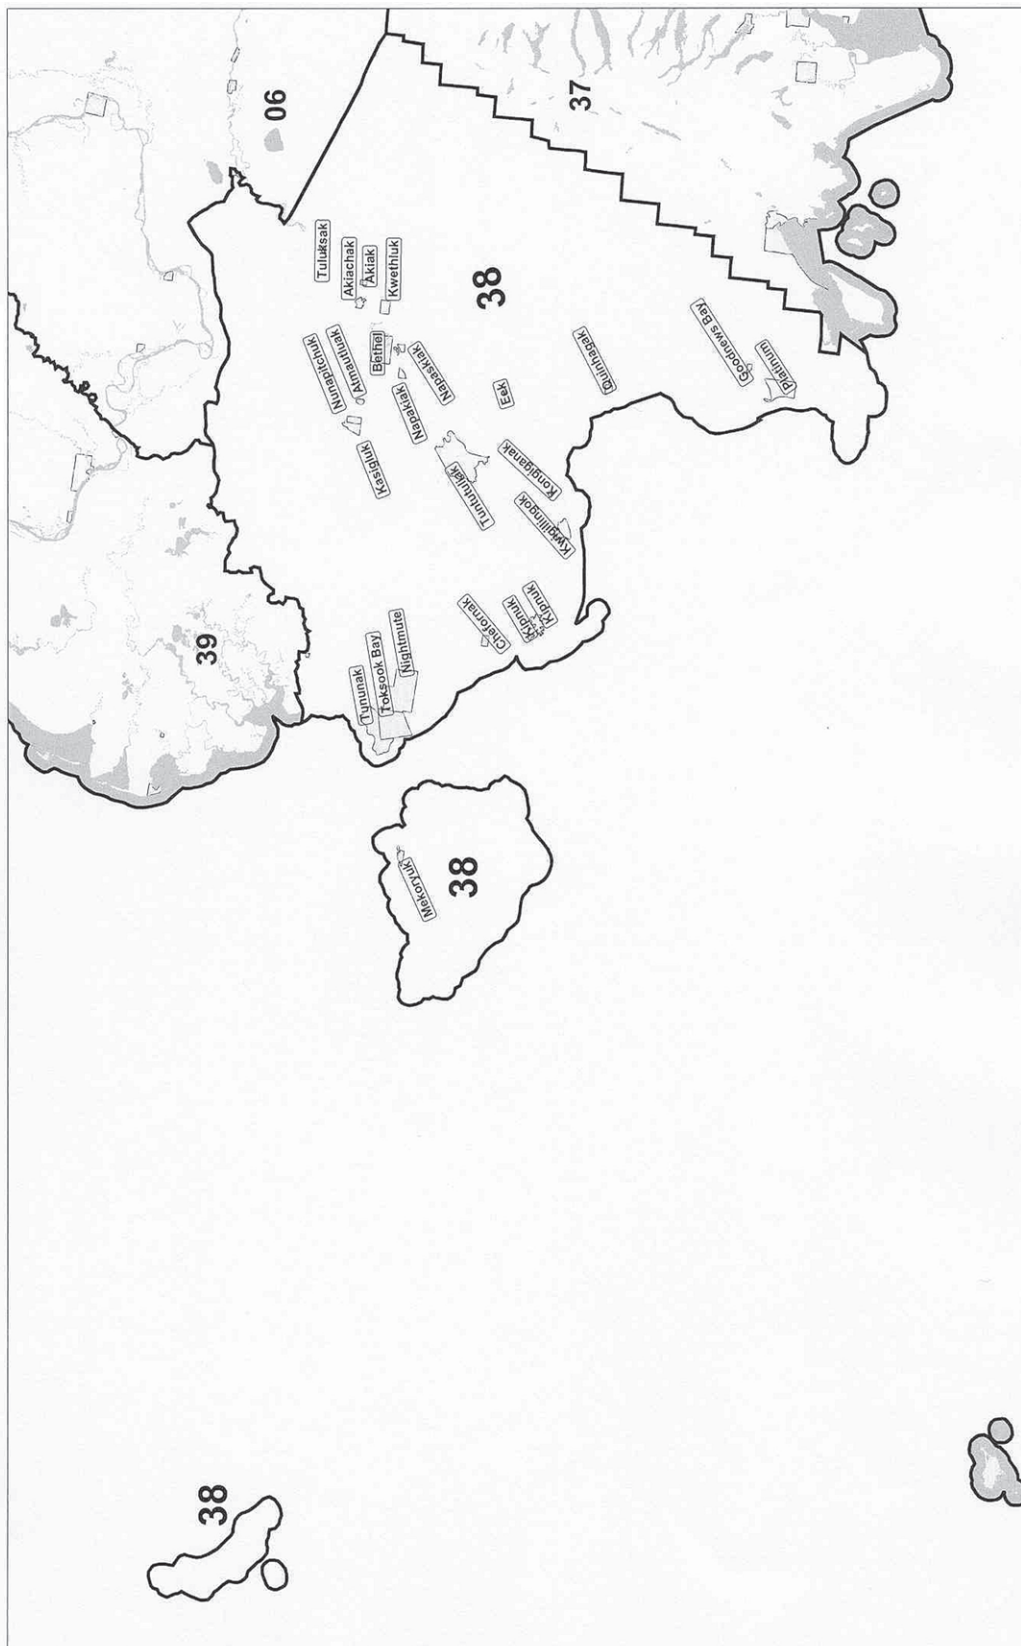 06
37
39
38
Tuluksak
Akiachak
Akiak
Kwethluk
Nunapitchuk
Atmautluak
Bethel
Napaskiak
Napakiak
Kasigluk
Eek
Quinhagak
Goodnews Bay
Platinum
Tuntutuliak
Kongiganak
Kwigillingok
Chefornak
Kipnuk
Kipnuk
Tununak
Toksook Bay
Nightmute
Mekoryuk
38
38